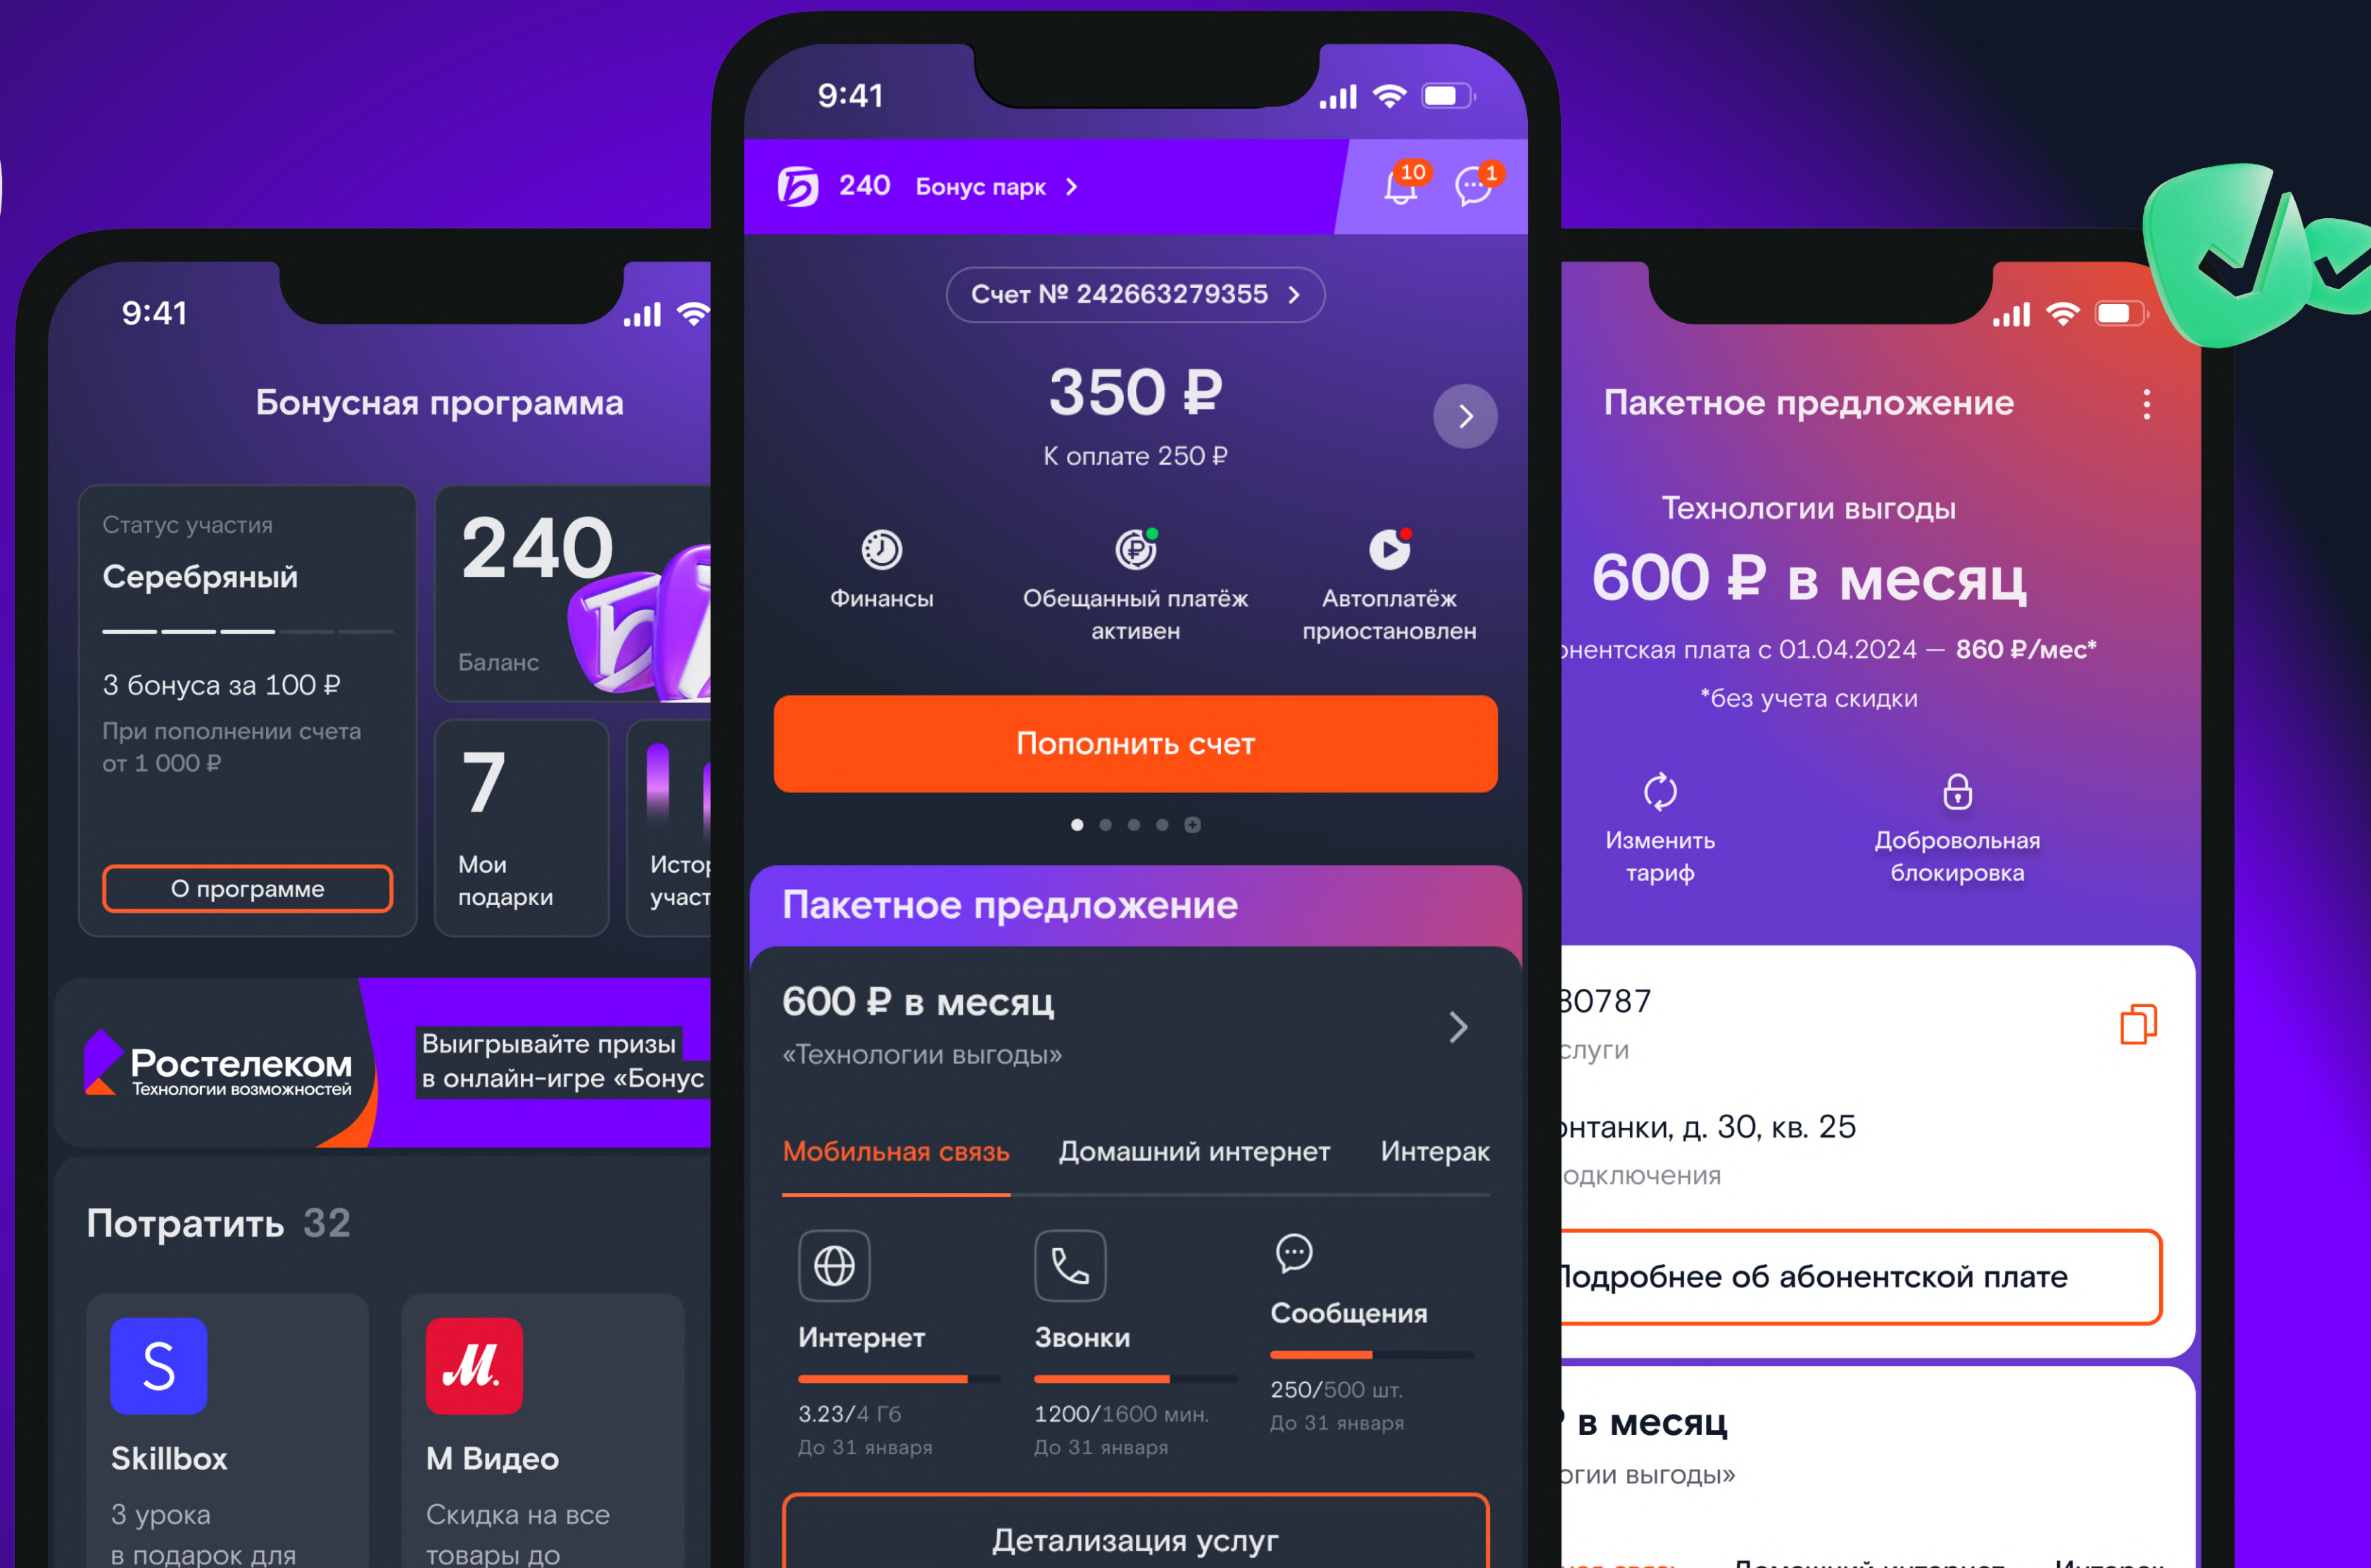 9:41
Бонусная программа
Статус участия
Серебряный
3 бонуса за 100 ₽
При пополнении счета
от 1 000 ₽
О программе
240
Баланс
7
Мои
подарки
Ростелеком
Технологии возможностей
Выигрывайте призы
в онлайн-игре «Бонус
Потратить 32
S
Skillbox
3 урока
в подарок для
М.
М Видео
Скидка на все
товары до
9:41
Б 240 Бонус парк
10
1
Счет № 242663279355
350 ₽
К оплате 250 ₽
Финансы
Обещанный платёж
активен
Автоплатёж
приостановлен
Пополнить счет
Пакетное предложение
600 ₽ в месяц
«Технологии выгоды»
Мобильная связь Домашний интернет Интерак
Интернет
3.23/4 Гб
До 31 января
Звонки
1200/1600 мин.
До 31 января
Сообщения
250/500 шт.
До 31 января
Детализация услуг
Пакетное предложение
Технологии выгоды
600 ₽ в месяц
плата с 01.04.2024 — 860 ₽/мес*
*без учета скидки
Изменить
тариф
Добровольная
блокировка
30787
д. 30, кв. 25
Подробнее об абонентской плате
в месяц
выгоды»